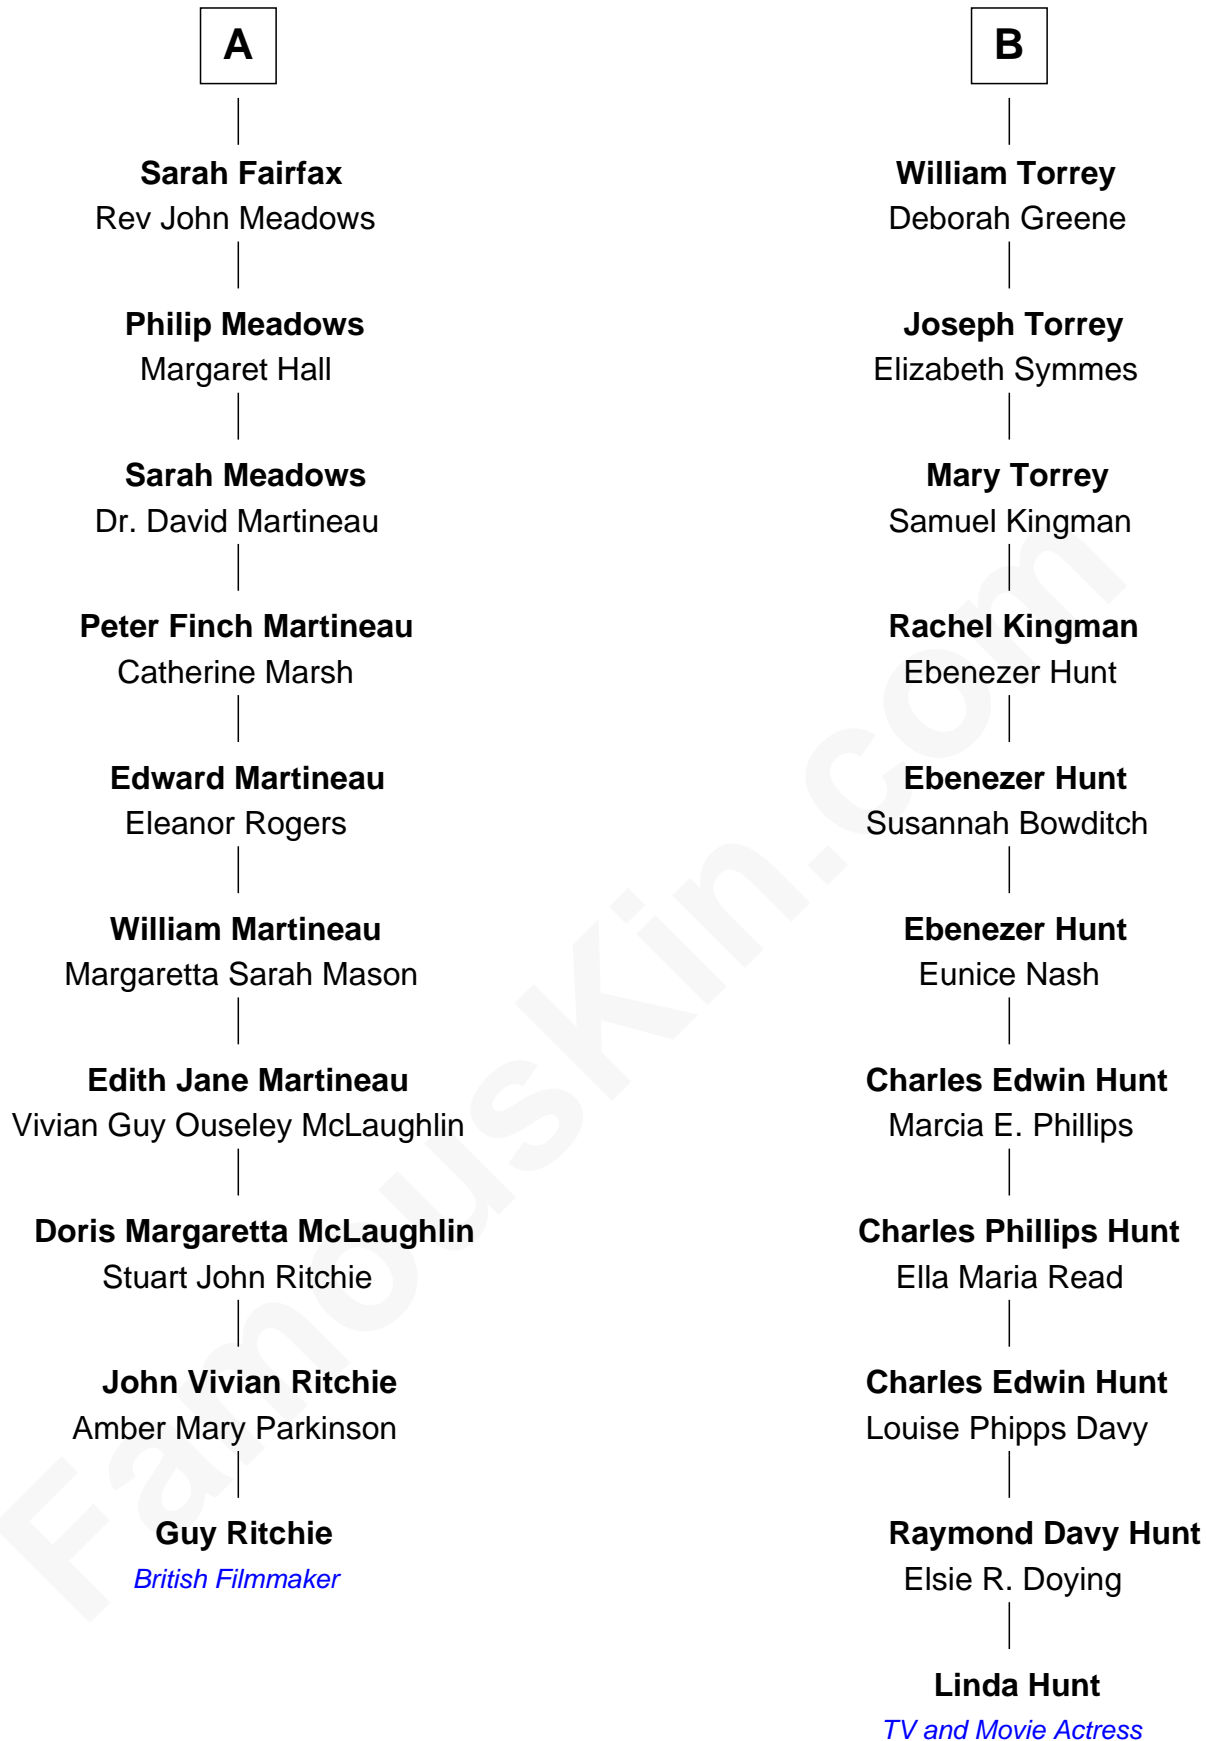 A
Sarah Fairfax
Rev John Meadows
Philip Meadows
Margaret Hall
Sarah Meadows
Dr. David Martineau
Peter Finch Martineau
Catherine Marsh
Edward Martineau
Eleanor Rogers
William Martineau
Margaretta Sarah Mason
Edith Jane Martineau
Vivian Guy Ouseley McLaughlin
Doris Margaretta McLaughlin
Stuart John Ritchie
John Vivian Ritchie
Amber Mary Parkinson
Guy Ritchie
British Filmmaker
B
William Torrey
Deborah Greene
Joseph Torrey
Elizabeth Symmes
Mary Torrey
Samuel Kingman
Rachel Kingman
Ebenezer Hunt
Ebenezer Hunt
Susannah Bowditch
Ebenezer Hunt
Eunice Nash
Charles Edwin Hunt
Marcia E. Phillips
Charles Phillips Hunt
Ella Maria Read
Charles Edwin Hunt
Louise Phipps Davy
Raymond Davy Hunt
Elsie R. Doying
Linda Hunt
TV and Movie Actress
FamousKin.com